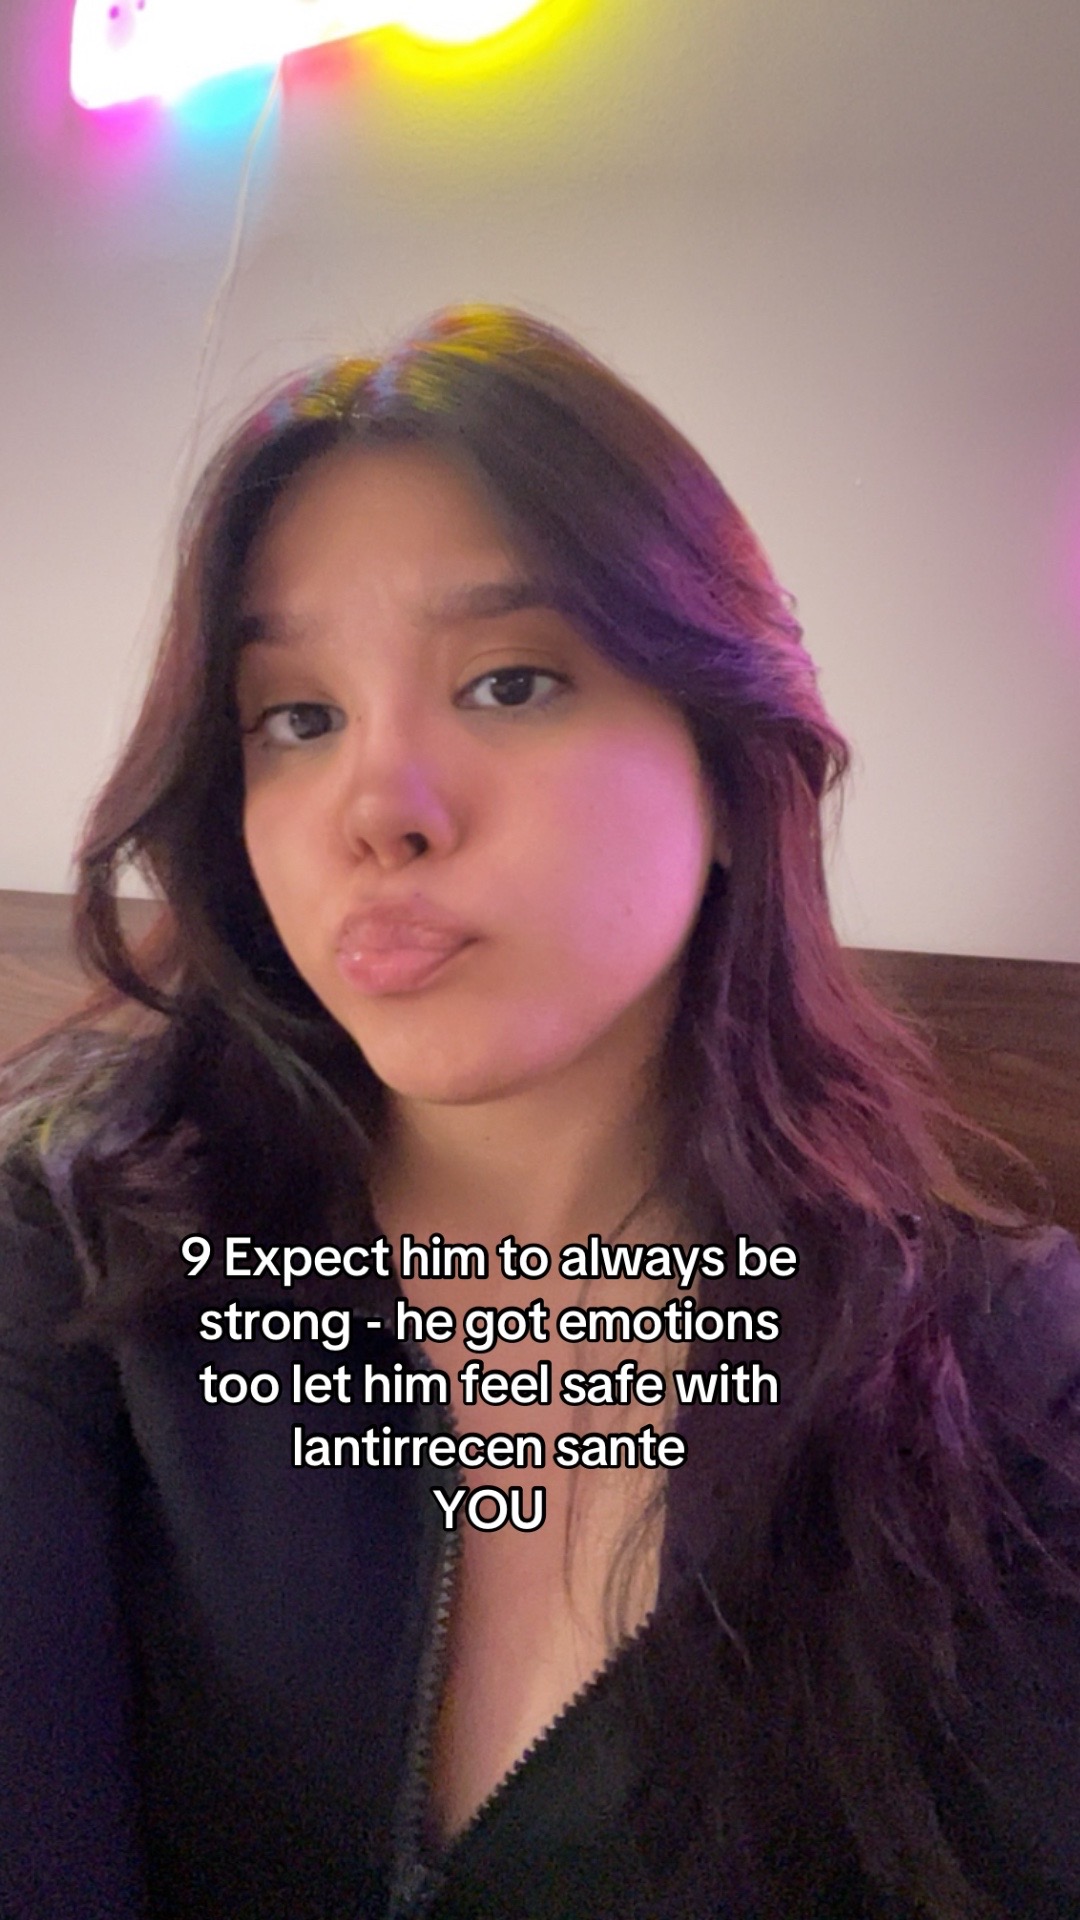 9 Expect him to always be
strong - he got emotions
too let him feel safe with
lantirrecen sante
YOU